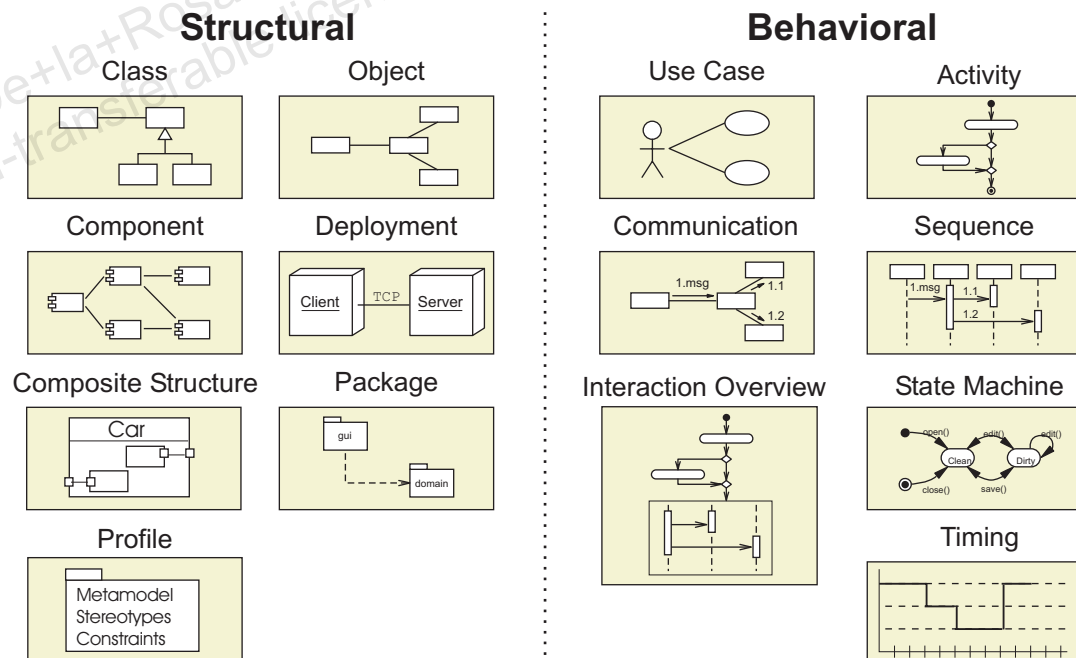 Structural
Class
Object
Component
Deployment
Client
TCP
Server
Composite Structure
Car
Package
gui
domain
Profile
Metamodel
Stereotypes
Constraints
Behavioral
Use Case
Activity
Communication
1.msg
1.1
1.2
Sequence
1.msg
1.1
1.2
Interaction Overview
State Machine
open()
edit()
edit()
Clean
Dirty
close()
save()
Timing